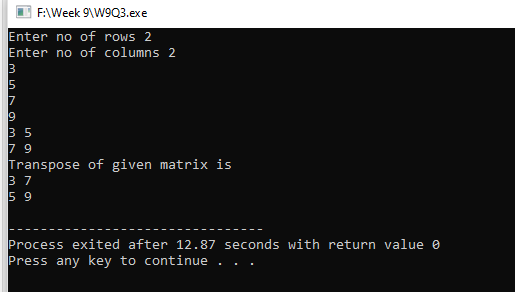 F:\Week 9\W9Q3.exe
Enter no of rows 2
Enter no of columns 2
3
5
7
9
3 5
7 9
Transpose of given matrix is
3 7
5 9
--------------------------------
Process exited after 12.87 seconds with return value 0
Press any key to continue . . .